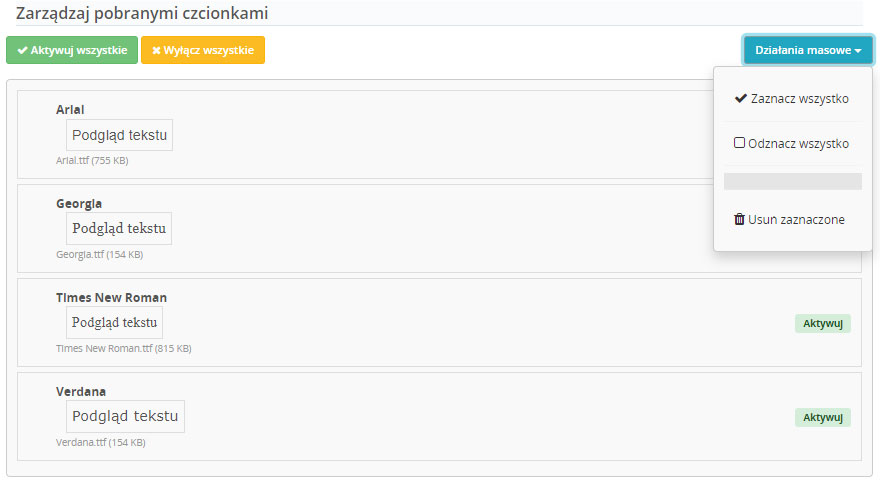 Zarządzaj pobranymi czcionkami
Aktywuj wszystkie
Wyłącz wszystkie
Działania masowe
Zaznacz wszystko
Odznacz wszystko
Usuń zaznaczone
Arial
Podgląd tekstu
Arial.ttf (755 KB)
Georgia
Podgląd tekstu
Georgia.ttf (154 KB)
Times New Roman
Podgląd tekstu
Times New Roman.ttf (815 KB)
Aktywuj
Verdana
Podgląd tekstu
Verdana.ttf (154 KB)
Aktywuj